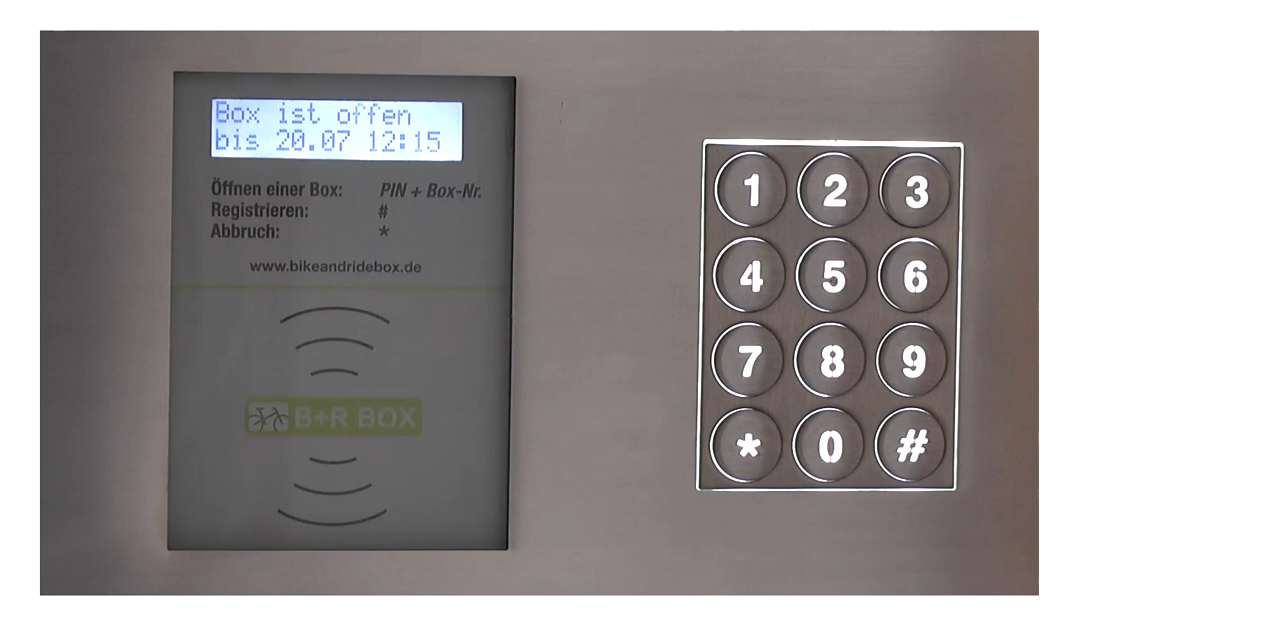 Box ist offen
bis 20.07 12:15
Öffnen einer Box: PIN + Box-Nr.
Registrieren: #
Abbruch: *
www.bikeandridebox.de
B+R BOX
1 2 3
4 5 6
7 8 9
* 0 #